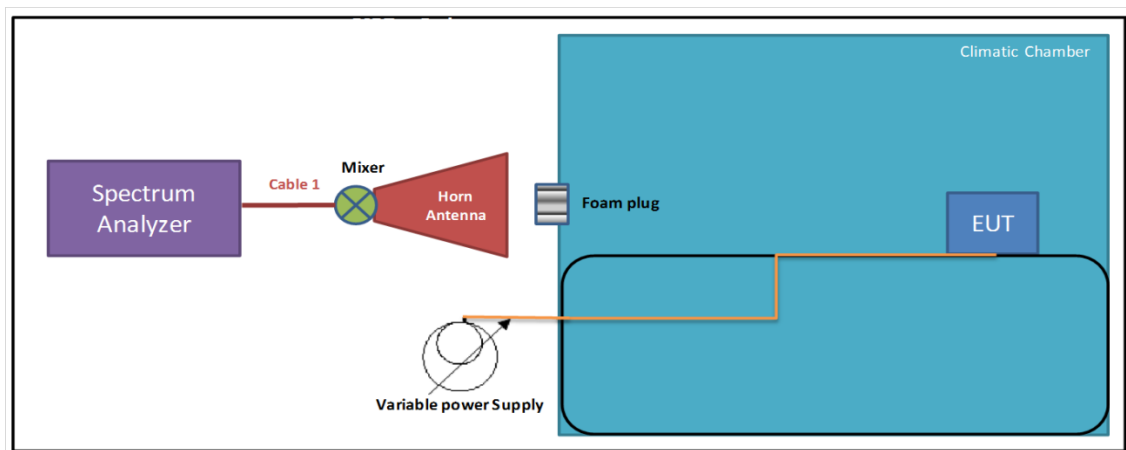 Climatic Chamber
Mixer
Spectrum
Analyzer
Cable 1
Horn
Antenna
Foam plug
EUT
Variable power Supply